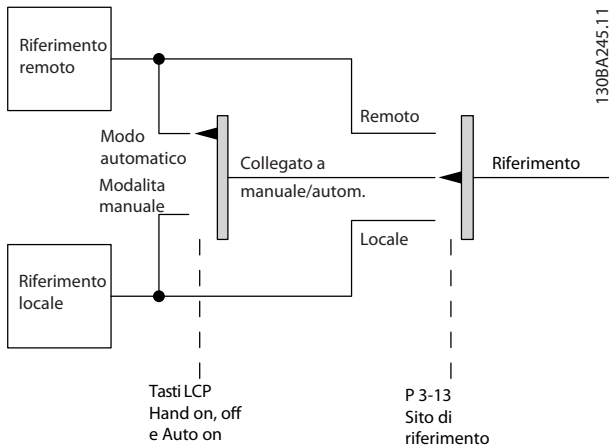 Riferimento
remoto
130BA245.11
Modo
automatico
Modalita
manuale
Remoto
Collegato a
manuale/autom.
Riferimento
Locale
Riferimento
locale
Tasti LCP
Hand on, off
e Auto on
P 3-13
Sito di
riferimento